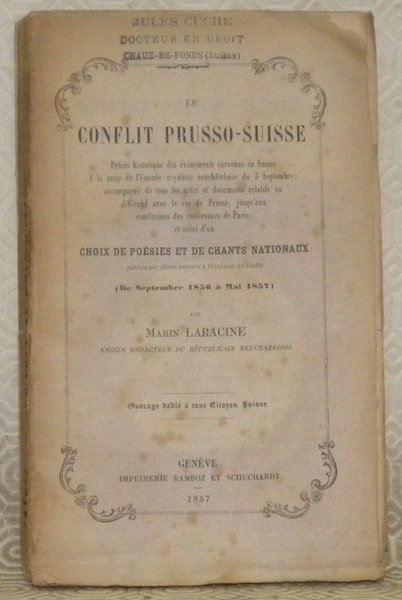 JULES CUCHE
DOCTEUR EN DROIT
CHAUX-DE-FONDS (Suisse)
LE
CONFLIT PRUSSO-SUISSE
Précis historique des événements survenus en Suisse
à la suite de l'émeute royaliste neuchâteloise du 3 Septembre,
accompagné de tous les actes et documents relatifs au
différend avec le roi de Prusse, jusqu'aux
conclusions des conférences de Paris,
et suivi d'un
CHOIX DE POÉSIES ET DE CHANTS NATIONAUX
publiés par divers auteurs à l'occasion du conflit
(De Septembre 1856 à Mai 1857)
PAR
MARIN LARACINE
ANCIEN RÉDACTEUR DU RÉPUBLICAIN NEUCHATELOIS
Ouvrage dédié à tout Citoyen Suisse
GENÈVE
IMPRIMERIE RAMBOZ ET SCHUCHARDT
1857